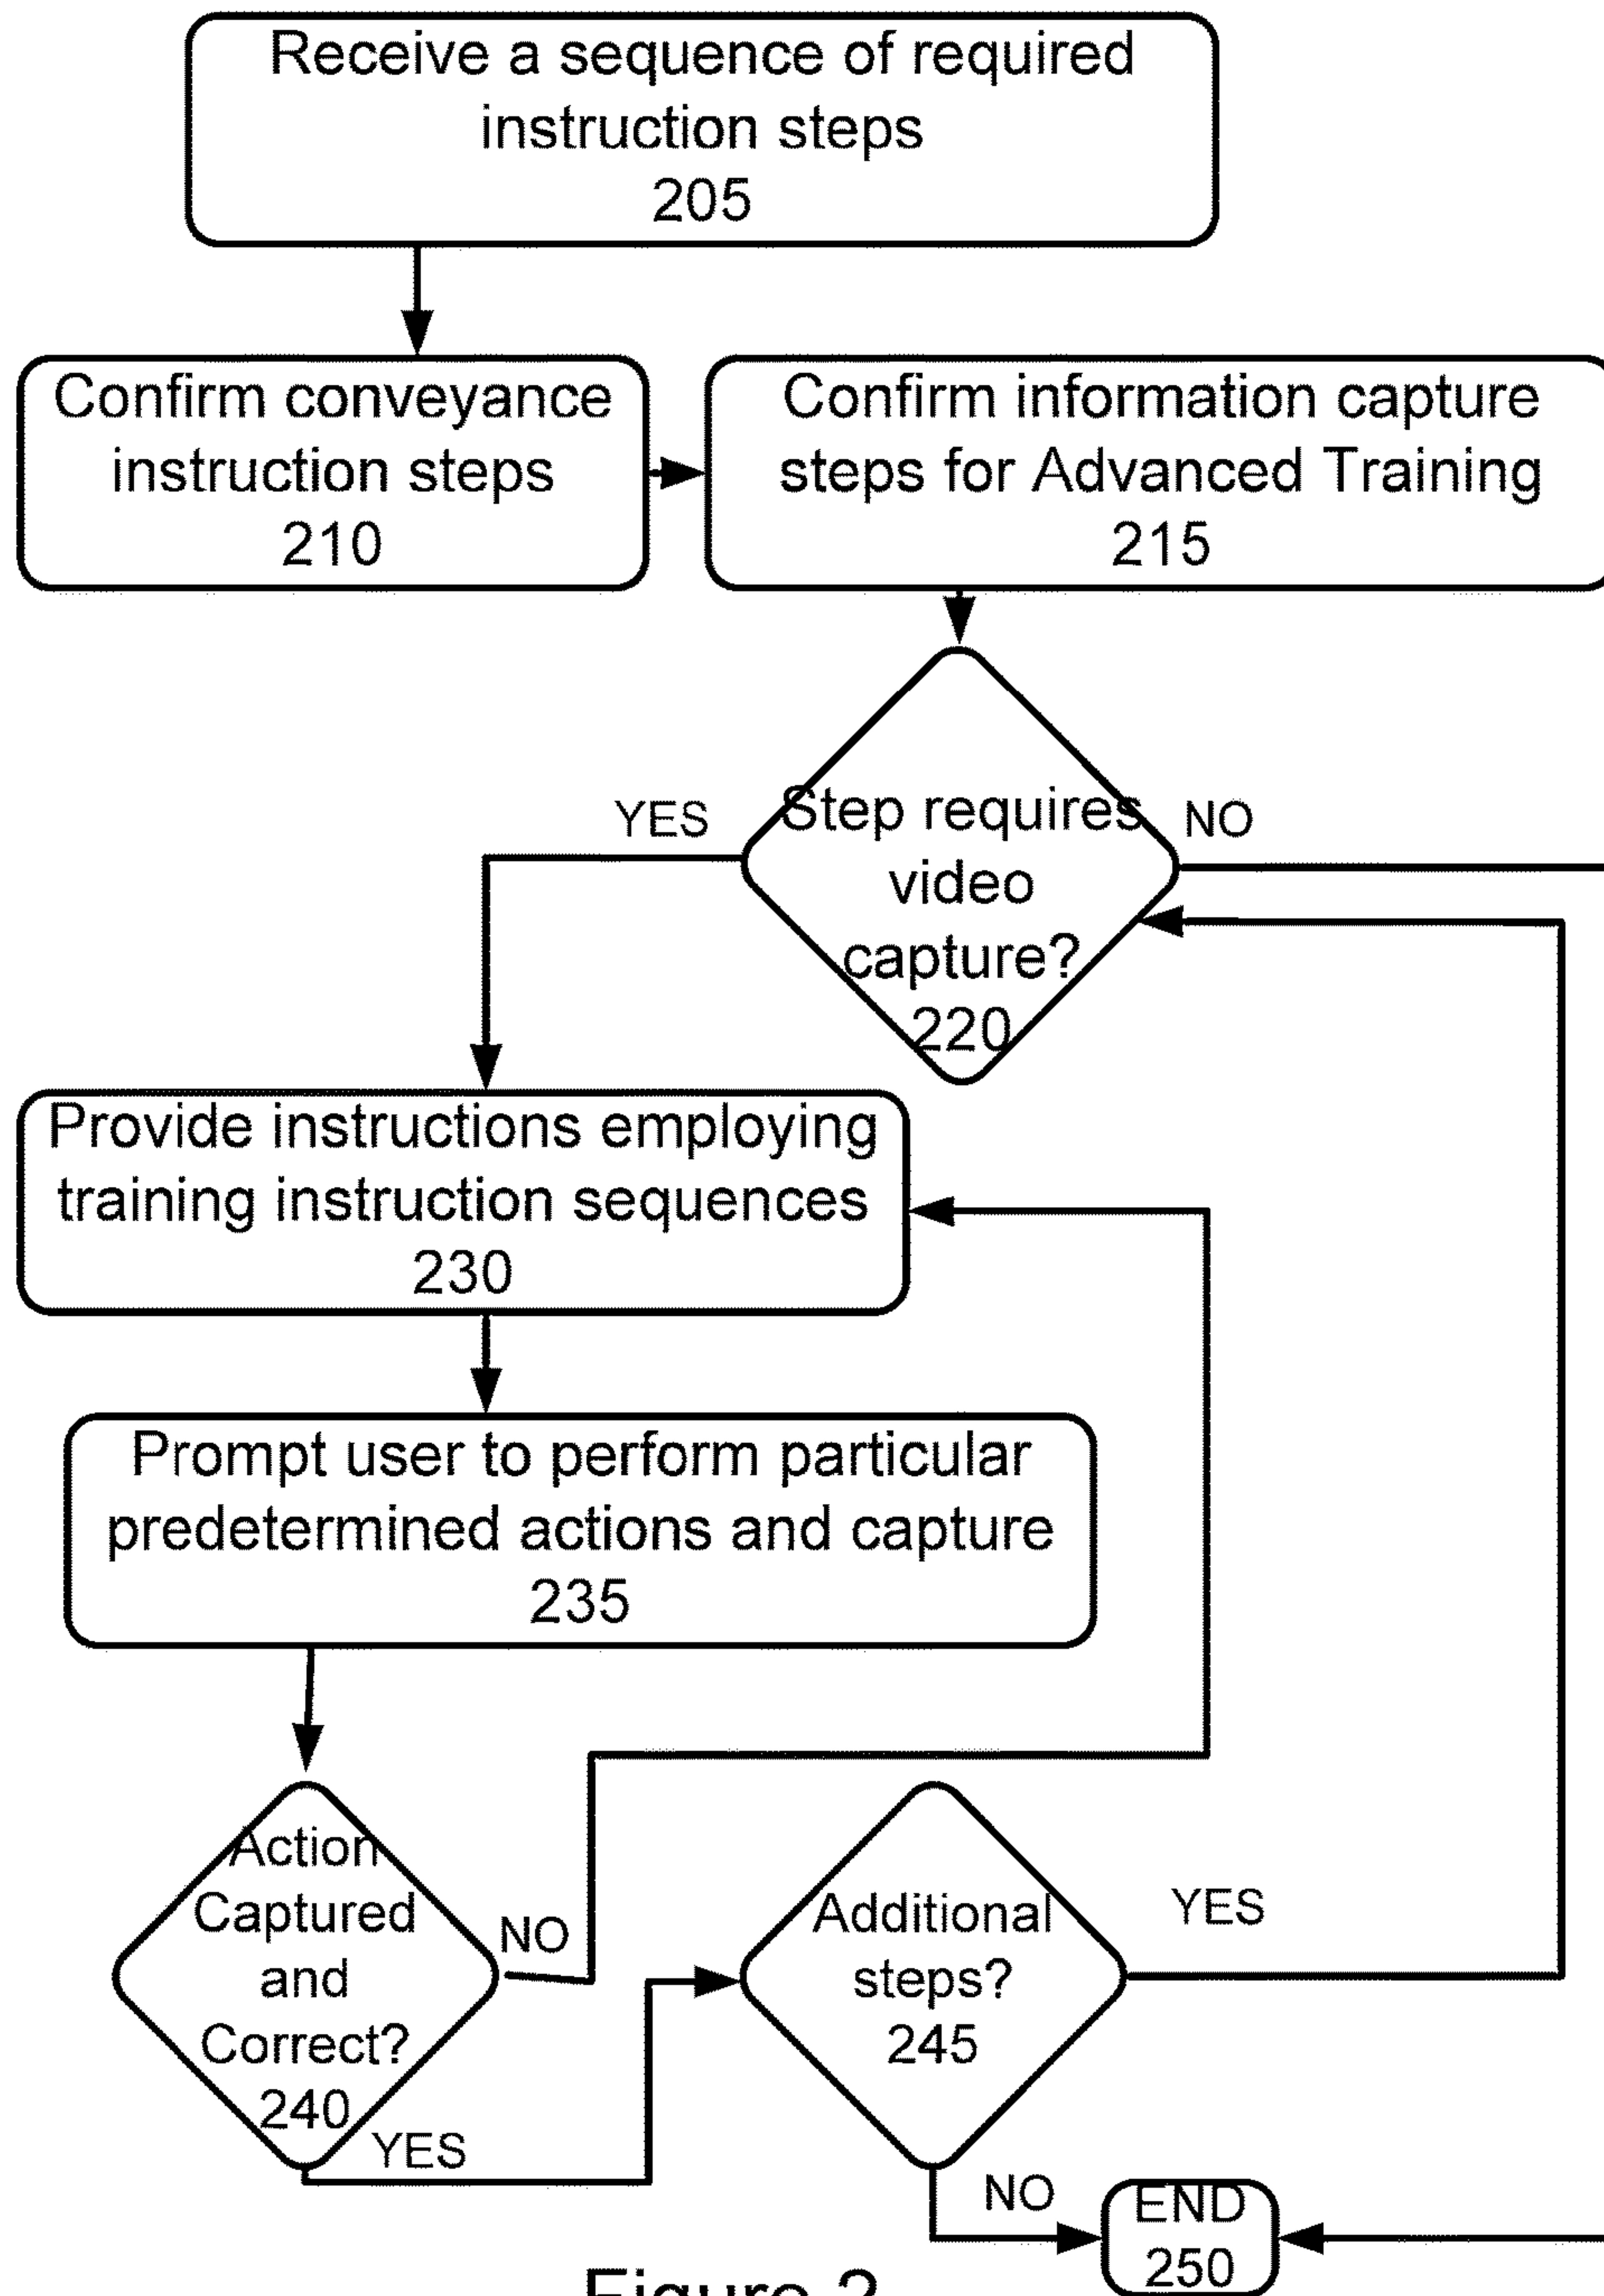 Receive a sequence of required
instruction steps
205
Confirm conveyance
instruction steps
210
Confirm information capture
steps for Advanced Training
215
YES
Step requires
video
capture?
220
NO
Provide instructions employing
training instruction sequences
230
Prompt user to perform particular
predetermined actions and capture
235
Action
Captured
and
Correct?
240
NO
YES
Additional
steps?
245
YES
NO
END
250
Figure 2